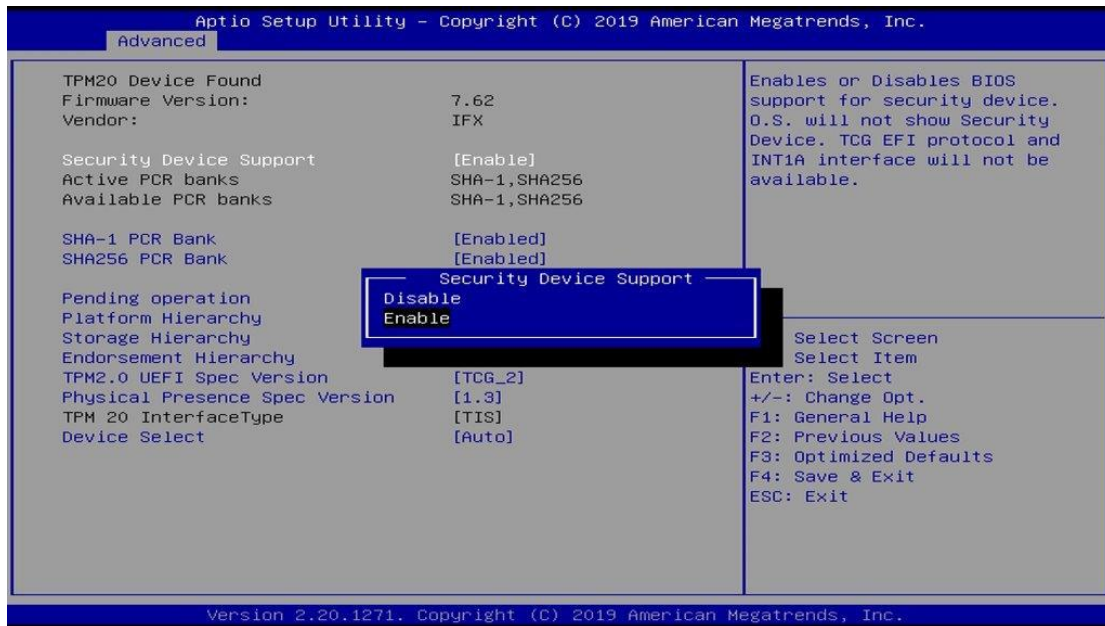 Aptio Setup Utility – Copyright (C) 2019 American Megatrends, Inc.
Advanced
TPM20 Device Found
Firmware Version: 7.62
Vendor: IFX
Security Device Support [Enable]
Active PCR banks SHA-1,SHA256
Available PCR banks SHA-1,SHA256
SHA-1 PCR Bank [Enabled]
SHA256 PCR Bank [Enabled]
Pending operation
Platform Hierarchy
Storage Hierarchy
Endorsement Hierarchy
TPM2.0 UEFI Spec Version [TCG_2]
Physical Presence Spec Version [1.3]
TPM 20 InterfaceType [TIS]
Device Select [Auto]
Security Device Support
Disable
Enable
Enables or Disables BIOS
support for security device.
O.S. will not show Security
Device. TCG EFI protocol and
INT1A interface will not be
available.
Select Screen
Select Item
Enter: Select
+/-: Change Opt.
F1: General Help
F2: Previous Values
F3: Optimized Defaults
F4: Save & Exit
ESC: Exit
Version 2.20.1271. Copyright (C) 2019 American Megatrends, Inc.